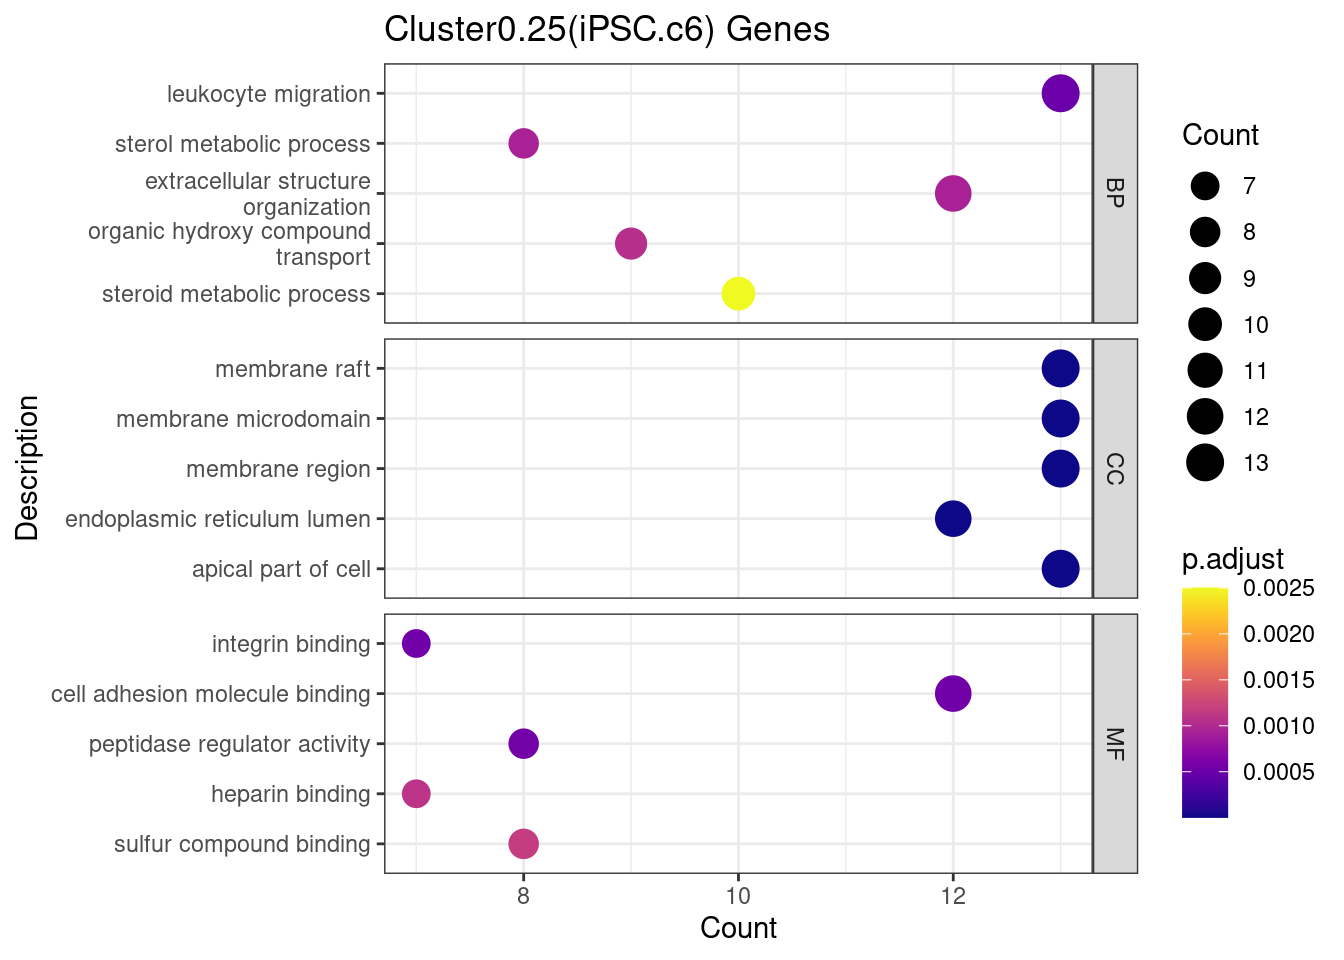 Cluster0.25(iPSC.c6) Genes
leukocyte migration
sterol metabolic process
extracellular structure
organization
organic hydroxy compound
transport
steroid metabolic process
BP
membrane raft
membrane microdomain
membrane region
endoplasmic reticulum lumen
apical part of cell
CC
integrin binding
cell adhesion molecule binding
peptidase regulator activity
heparin binding
sulfur compound binding
MF
Description
8
10
12
Count
Count
7
8
9
10
11
12
13
p.adjust
0.0025
0.0020
0.0015
0.0010
0.0005